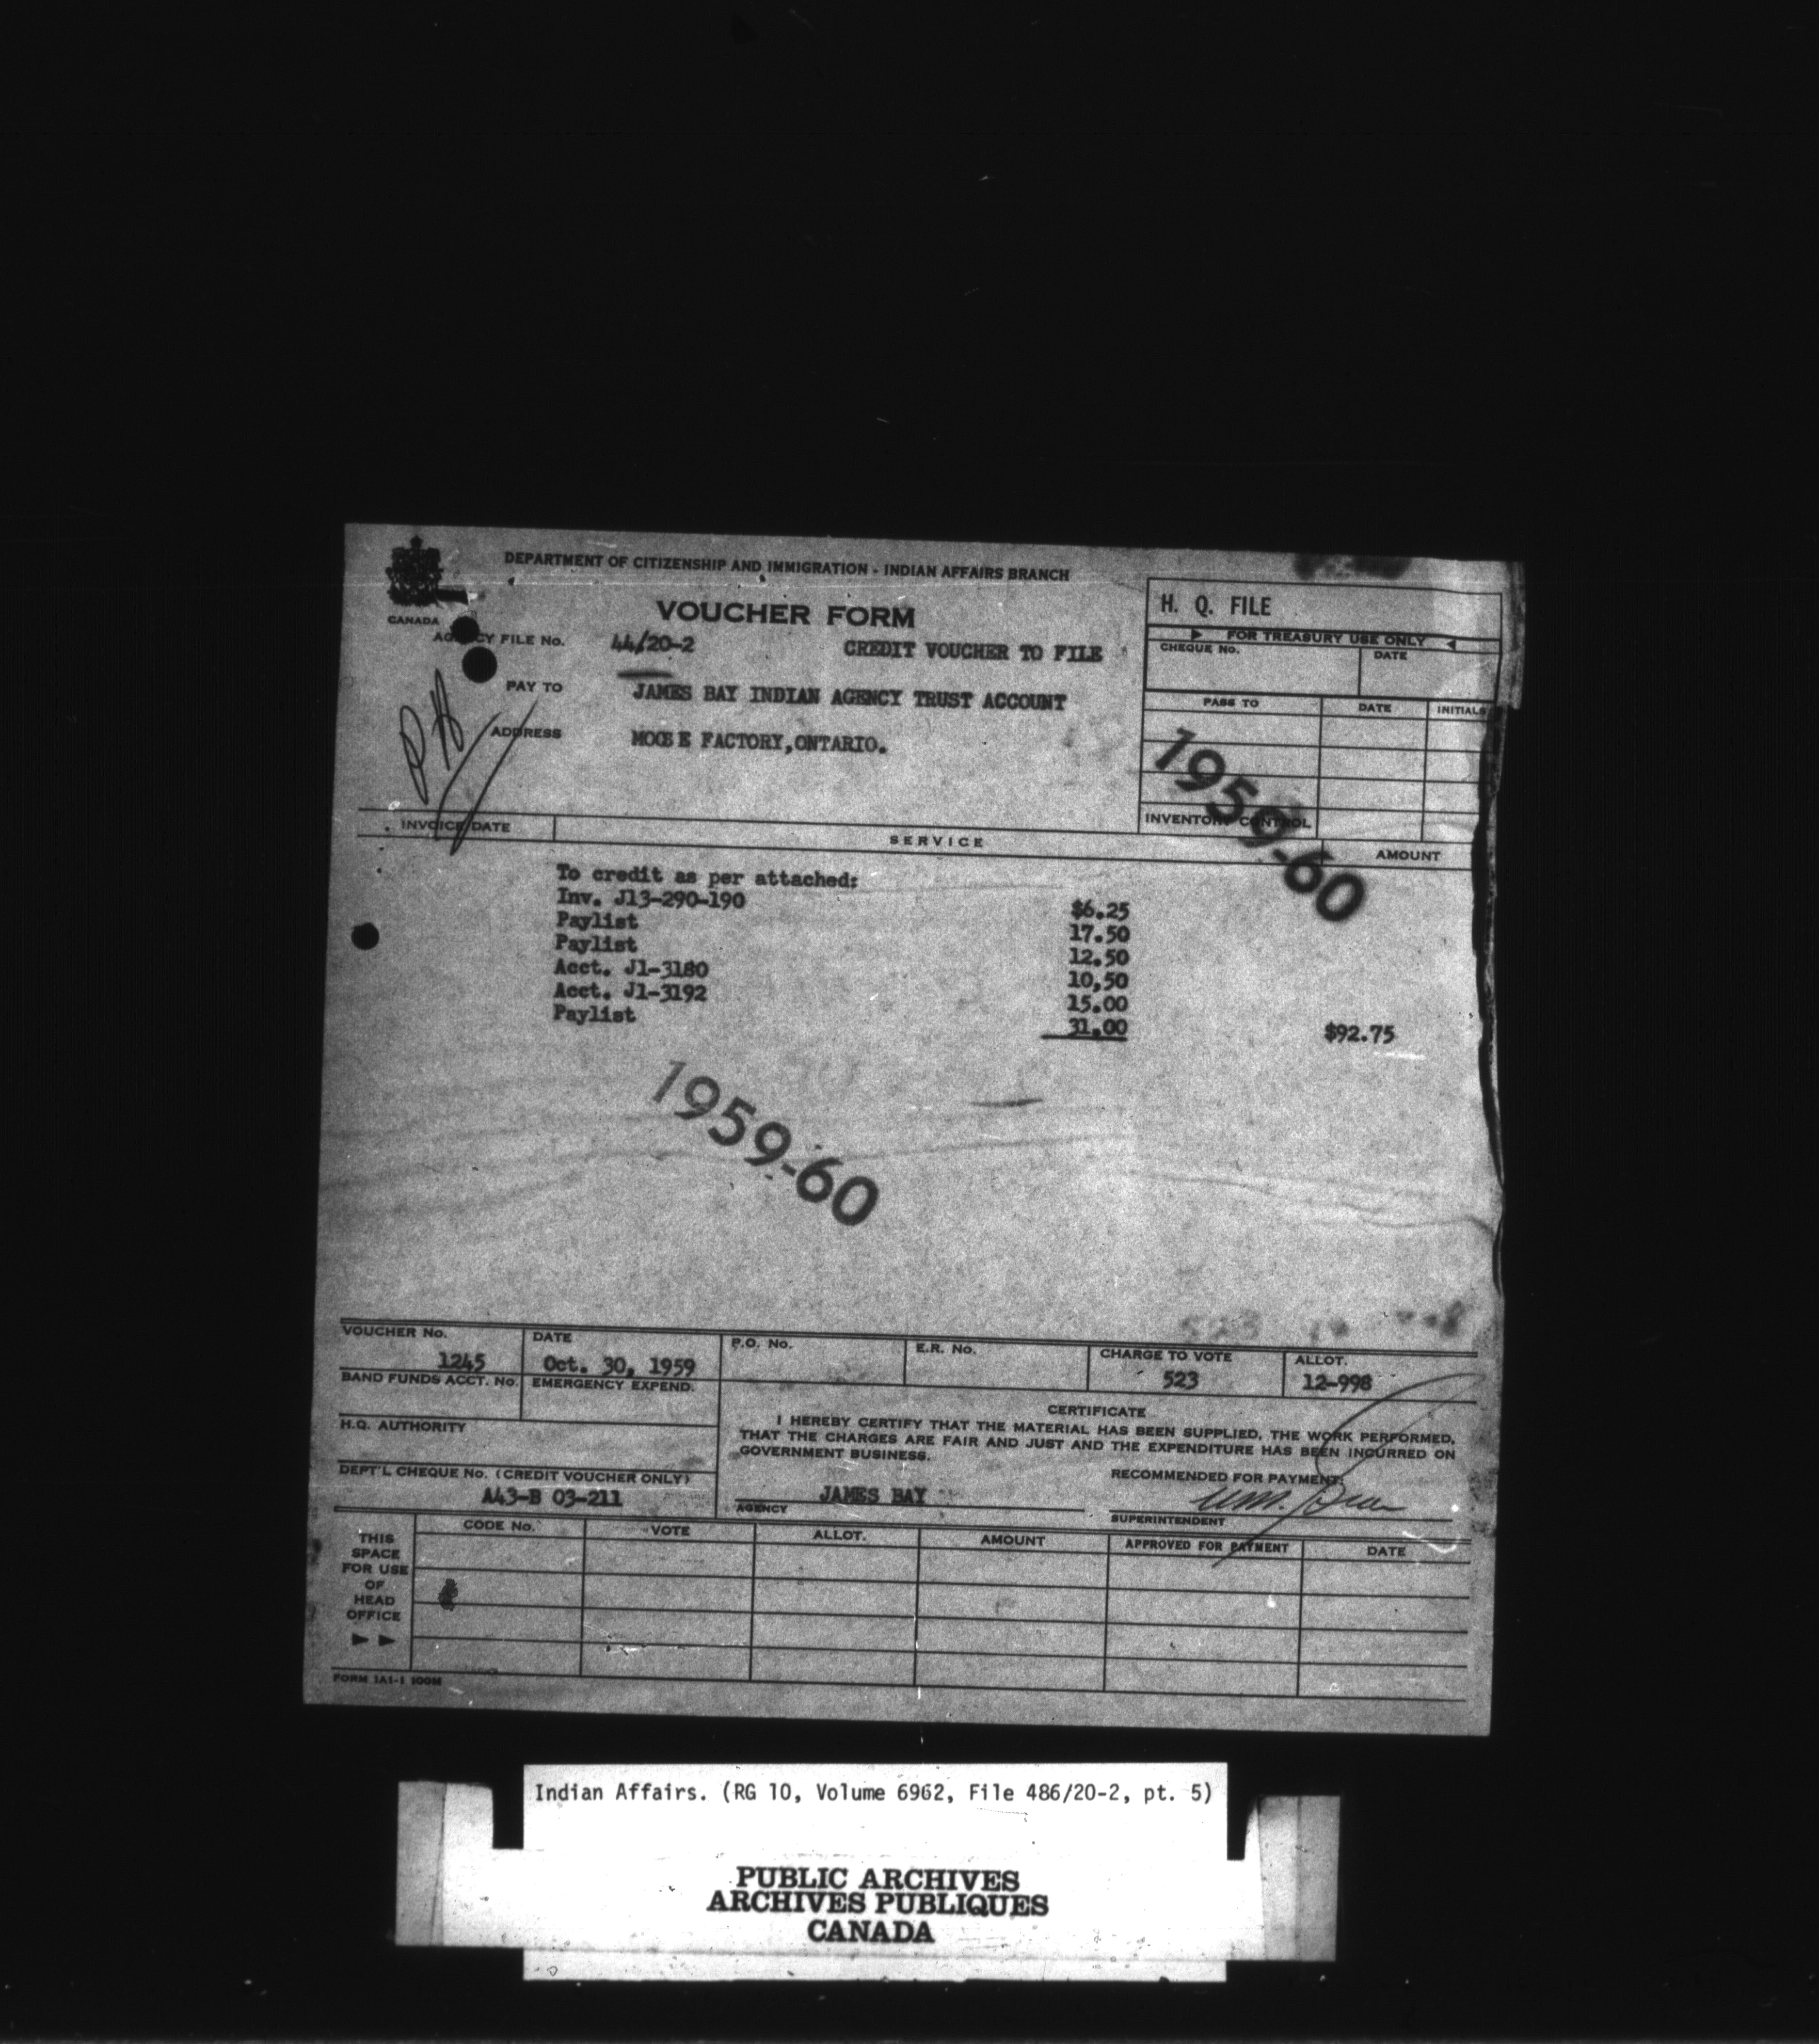 DEPARTMENT OF CITIZENSHIP AND IMMIGRATION - INDIAN AFFAIRS BRANCH
CANADA
VOUCHER FORM
H. Q. FILE
AGENCY FILE No. 44/20-2 CREDIT VOUCHER TO FILE
FOR TREASURY USE ONLY
CHEQUE No. DATE
PAY TO JAMES BAY INDIAN AGENCY TRUST ACCOUNT
PASS TO DATE INITIALS
ADDRESS MOOSE FACTORY,ONTARIO.
1959-60
INVENTORY CONTROL
INVOICE DATE SERVICE AMOUNT
To credit as per attached:
Inv. J13-290-190 $6.25
Paylist 17.50
Paylist 12.50
Acct. J1-3180 10,50
Acct. J1-3192 15.00
Paylist 31.00 $92.75
1959-60
VOUCHER No. DATE P.O. No. E.R. No. CHARGE TO VOTE ALLOT.
1245 Oct. 30, 1959 523 12-998
BAND FUNDS ACCT. No. EMERGENCY EXPEND.
CERTIFICATE
I HEREBY CERTIFY THAT THE MATERIAL HAS BEEN SUPPLIED, THE WORK PERFORMED,
THAT THE CHARGES ARE FAIR AND JUST AND THE EXPENDITURE HAS BEEN INCURRED ON
GOVERNMENT BUSINESS.
H.Q. AUTHORITY
RECOMMENDED FOR PAYMENT:
DEPT'L CHEQUE No. (CREDIT VOUCHER ONLY)
A43-B 03-211
JAMES BAY
AGENCY
SUPERINTENDENT
THIS SPACE FOR USE OF HEAD OFFICE
CODE No. VOTE ALLOT. AMOUNT APPROVED FOR PAYMENT DATE
FORM 1A1-1 100M
Indian Affairs. (RG 10, Volume 6962, File 486/20-2, pt. 5)
PUBLIC ARCHIVES
ARCHIVES PUBLIQUES
CANADA